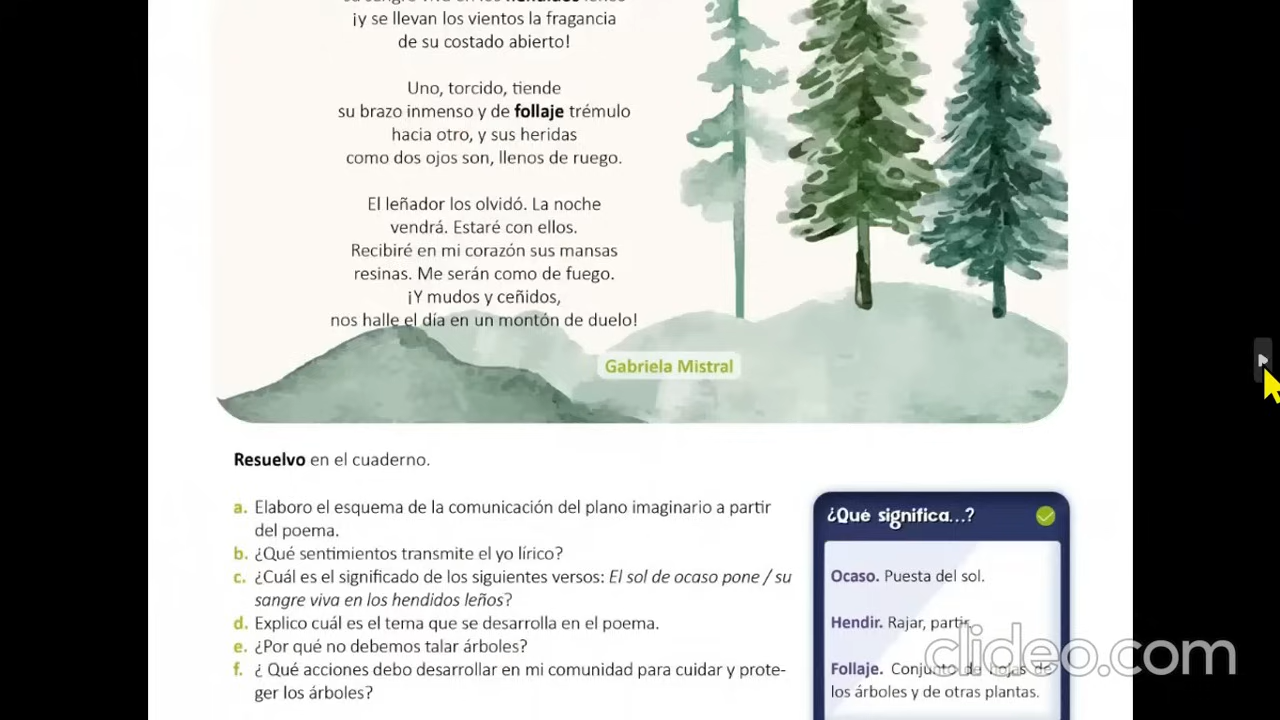 su sangre viva en los hendidos leños
¡y se llevan los vientos la fragancia
de su costado abierto!
Uno, torcido, tiende
su brazo inmenso y de follaje trémulo
hacia otro, y sus heridas
como dos ojos son, llenos de ruego.
El leñador los olvidó. La noche
vendrá. Estaré con ellos.
Recibiré en mi corazón sus mansas
resinas. Me serán como de fuego.
¡Y mudos y ceñidos,
nos halle el día en un montón de duelo!
Gabriela Mistral
Resuelvo en el cuaderno.
a. Elaboro el esquema de la comunicación del plano imaginario a partir
del poema.
b. ¿Qué sentimientos transmite el yo lírico?
c. ¿Cuál es el significado de los siguientes versos: El sol de ocaso pone / su
sangre viva en los hendidos leños?
d. Explico cuál es el tema que se desarrolla en el poema.
e. ¿Por qué no debemos talar árboles?
f. ¿ Qué acciones debo desarrollar en mi comunidad para cuidar y prote-
ger los árboles?
¿Qué significa...?
Ocaso. Puesta del sol.
Hendir. Rajar, partir.
Follaje. Conjunto de hojas de
los árboles y de otras plantas.
clideo.com